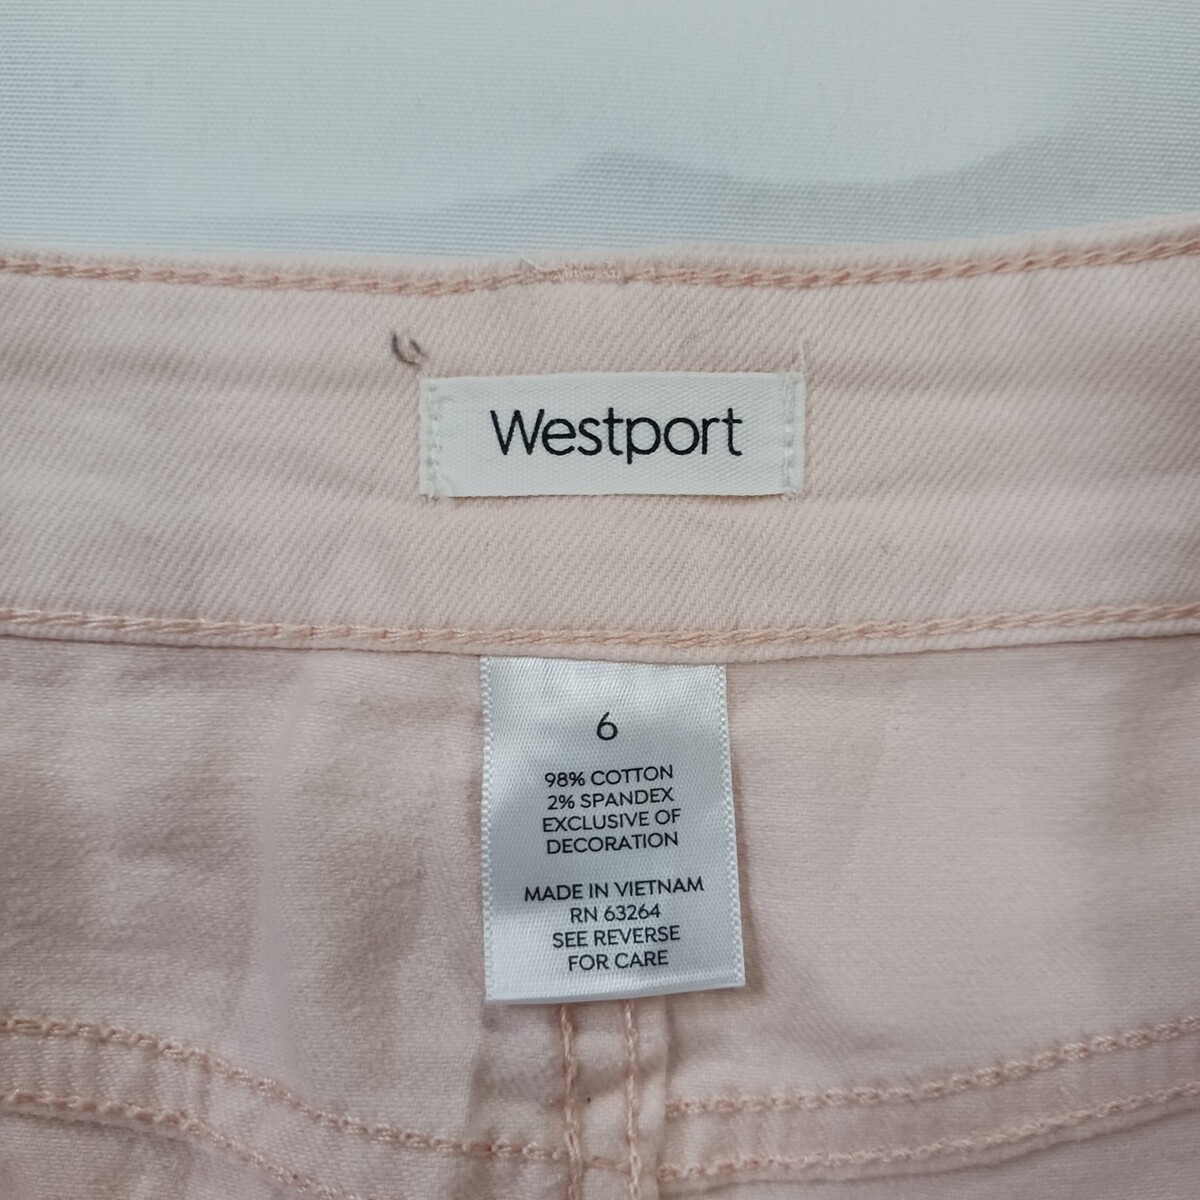 Westport
6
98% COTTON
2% SPANDEX
EXCLUSIVE OF
DECORATION
MADE IN VIETNAM
RN 63264
SEE REVERSE
FOR CARE